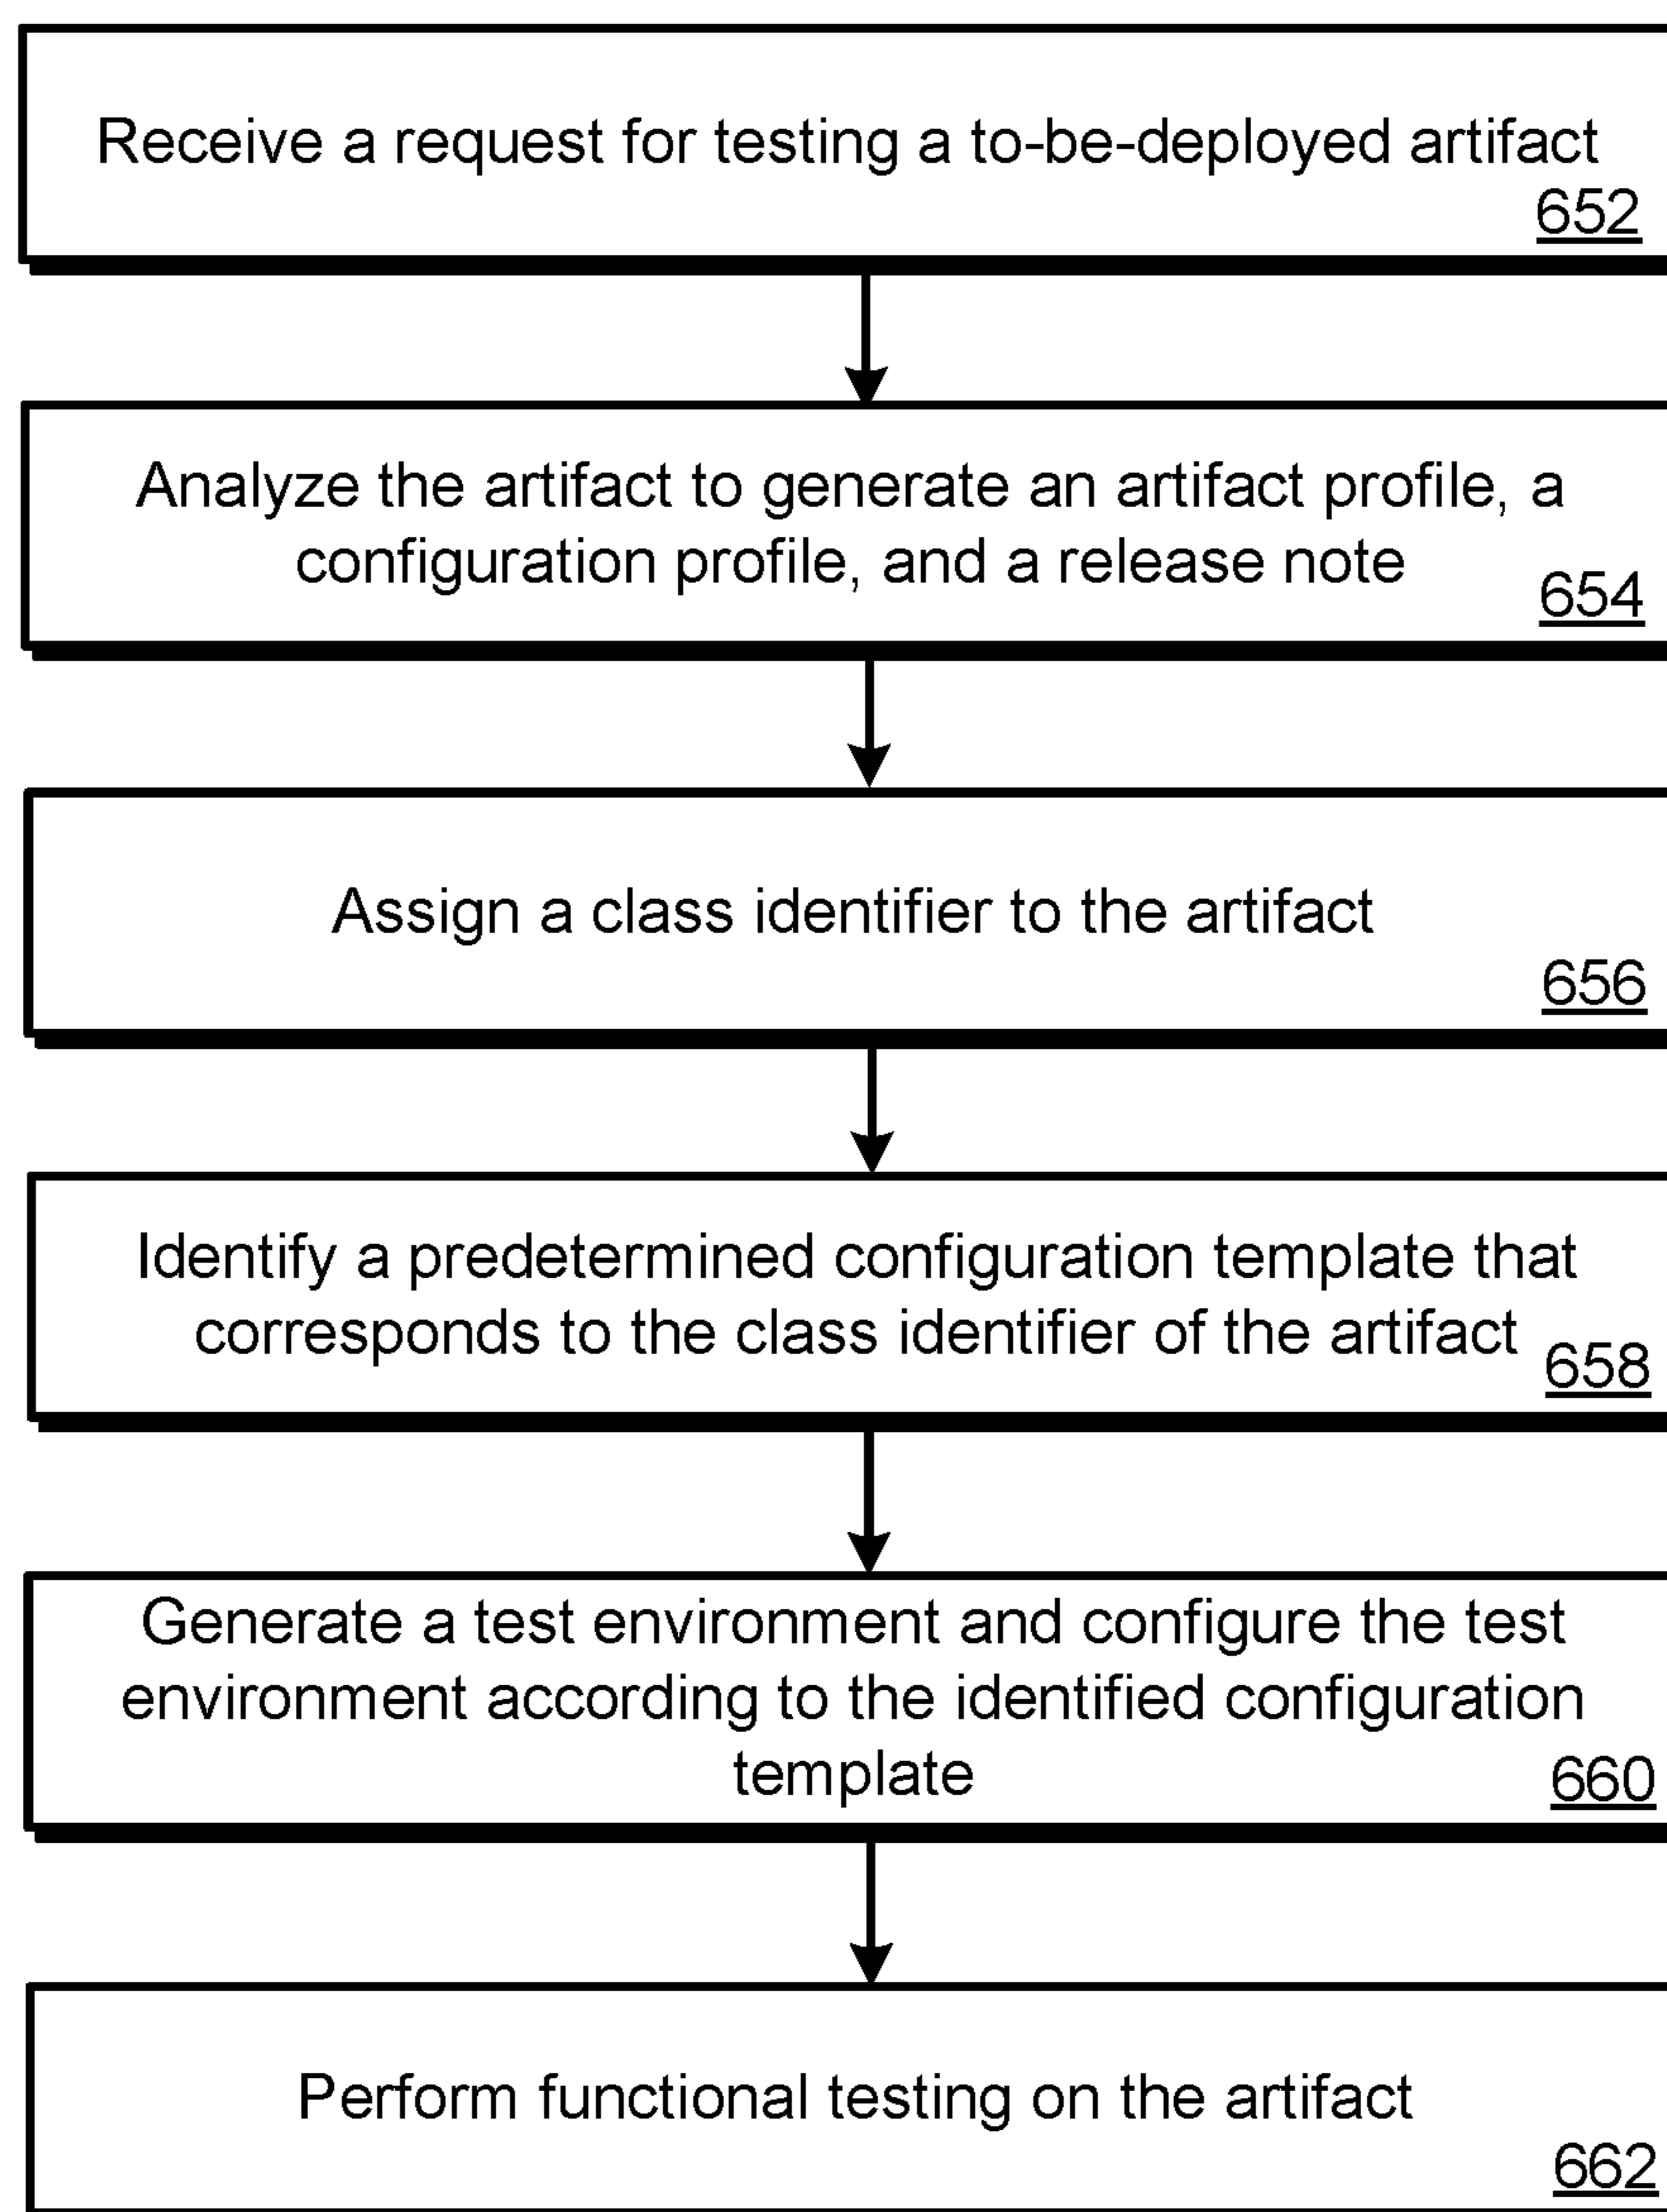 Receive a request for testing a to-be-deployed artifact
652
Analyze the artifact to generate an artifact profile, a
configuration profile, and a release note
654
Assign a class identifier to the artifact
656
Identify a predetermined configuration template that
corresponds to the class identifier of the artifact
658
Generate a test environment and configure the test
environment according to the identified configuration
template
660
Perform functional testing on the artifact
662